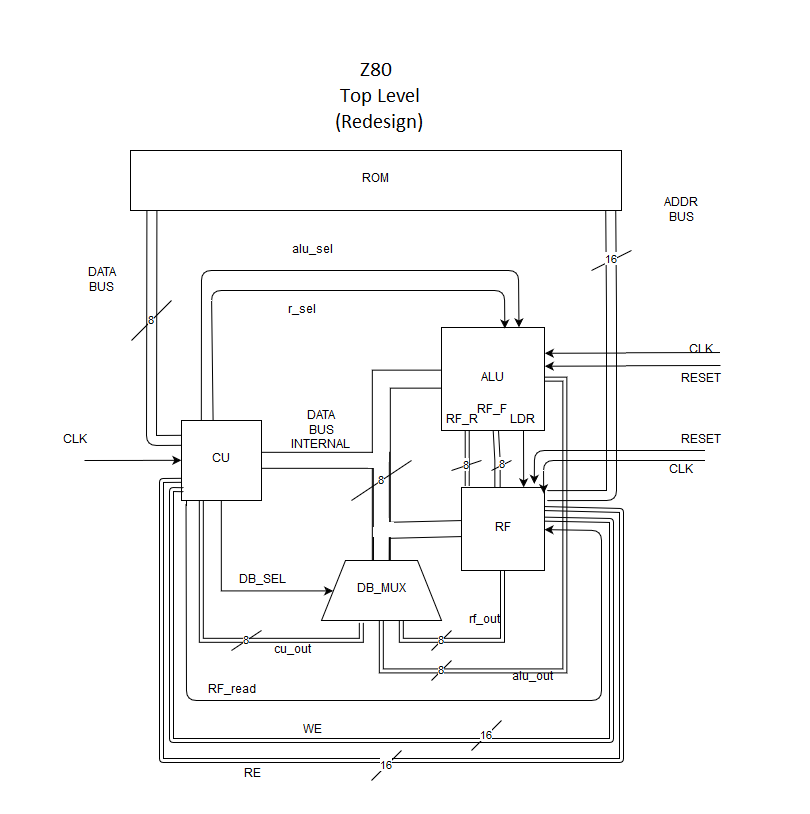 Z80
Top Level
(Redesign)
ROM
ADDR
BUS
16
alu_sel
DATA
BUS
8
r_sel
CLK
ALU
RESET
RF_F
RF_R
LDR
DATA
BUS
INTERNAL
CLK
RESET
CU
8
8
CLK
8
RF
DB_SEL
DB_MUX
rf_out
8
8
cu_out
8
alu_out
RF_read
WE
16
16
RE